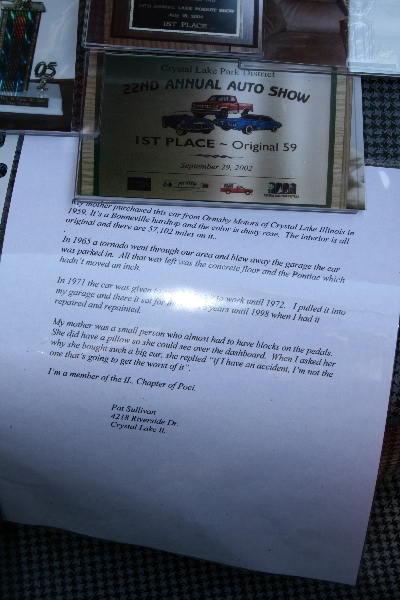 14TH ANNUAL LAKE POKERUN SHOW
1ST PLACE
05
Crystal Lake Park District
22ND ANNUAL AUTO SHOW
1ST PLACE ~ Original 59
September 29, 2002
My mother purchased this car from Ormsby Motors of Crystal Lake Illinois in
1959. It's a Bonneville hardtop and the color is dusty rose. The interior is all
original and there are 57,102 miles on it.
In 1965 a tornado went through our area and blew away the garage the car
was parked in. All that was left was the concrete floor and the Pontiac which
hadn't moved an inch.
In 1971 the car was given to work until 1972. I pulled it into
my garage and there it sat for years until 1998 when I had it
repaired and repainted.
My mother was a small person who almost had to have blocks on the pedals.
She did have a pillow so she could see over the dashboard. When I asked her
why she bought such a big car, she replied "if I have an accident, I'm not the
one that's going to get the worst of it".
I'm a member of the IL. Chapter of Poci.
Pat Sullivan
4218 Riverside Dr.
Crystal Lake Il.